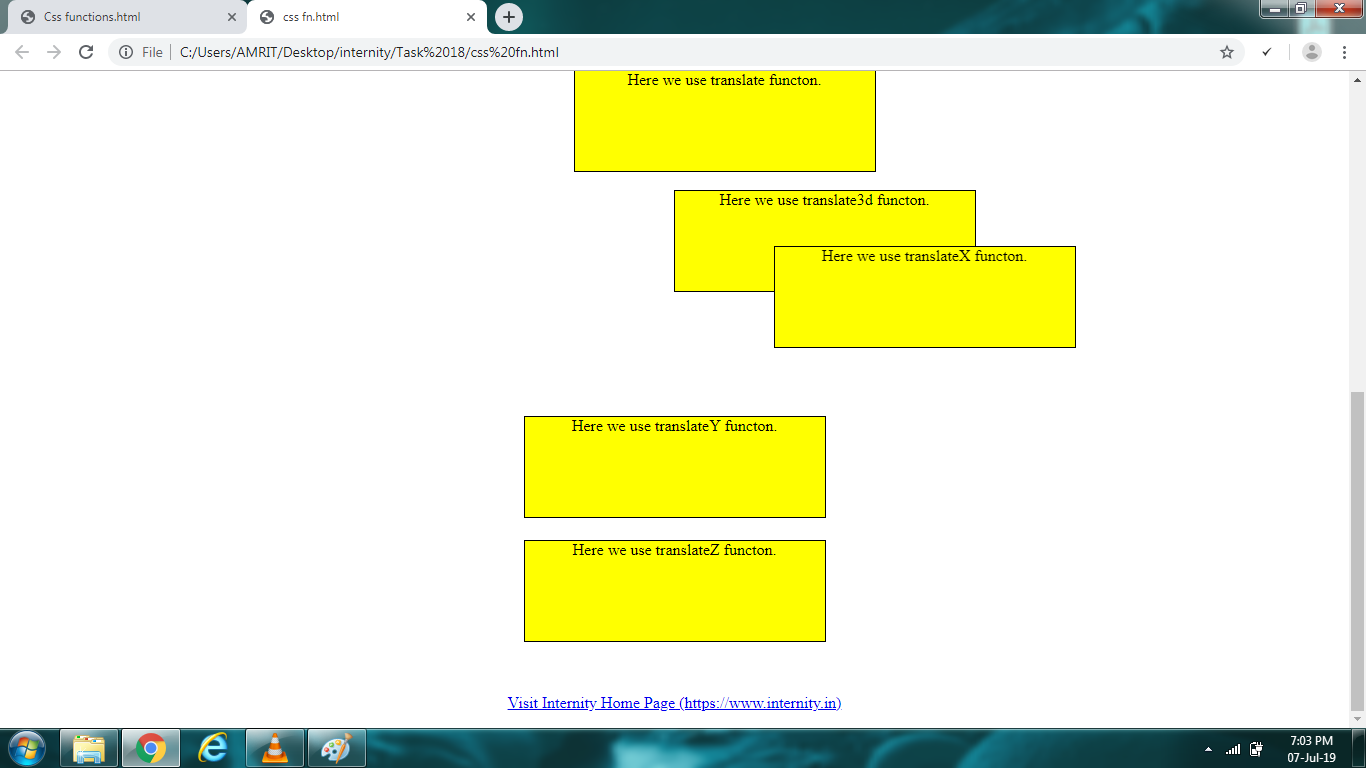 Css functions.html
css fn.html
File
C:/Users/AMRIT/Desktop/internity/Task%2018/css%20fn.html
Here we use translate functon.
Here we use translate3d functon.
Here we use translateX functon.
Here we use translateY functon.
Here we use translateZ functon.
Visit Internity Home Page (https://www.internity.in)
7:03 PM
07-Jul-19